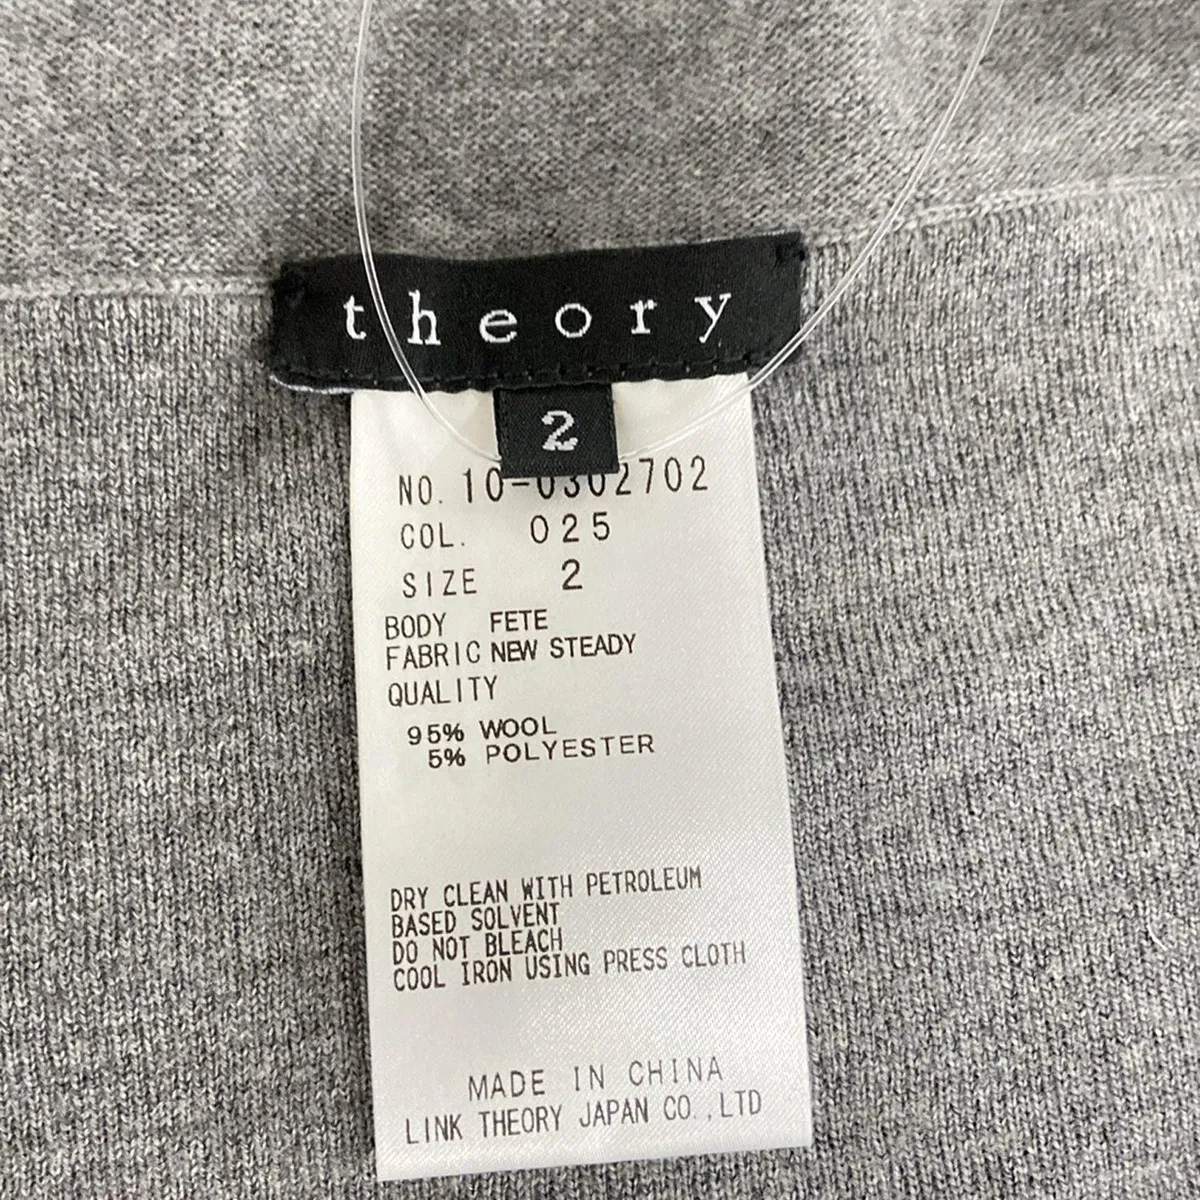 theory
2
NO. 10-0302702
COL. 025
SIZE 2
BODY FETE
FABRIC NEW STEADY
QUALITY
95% WOOL
5% POLYESTER
DRY CLEAN WITH PETROLEUM
BASED SOLVENT
DO NOT BLEACH
COOL IRON USING PRESS CLOTH
MADE IN CHINA
LINK THEORY JAPAN CO.,LTD